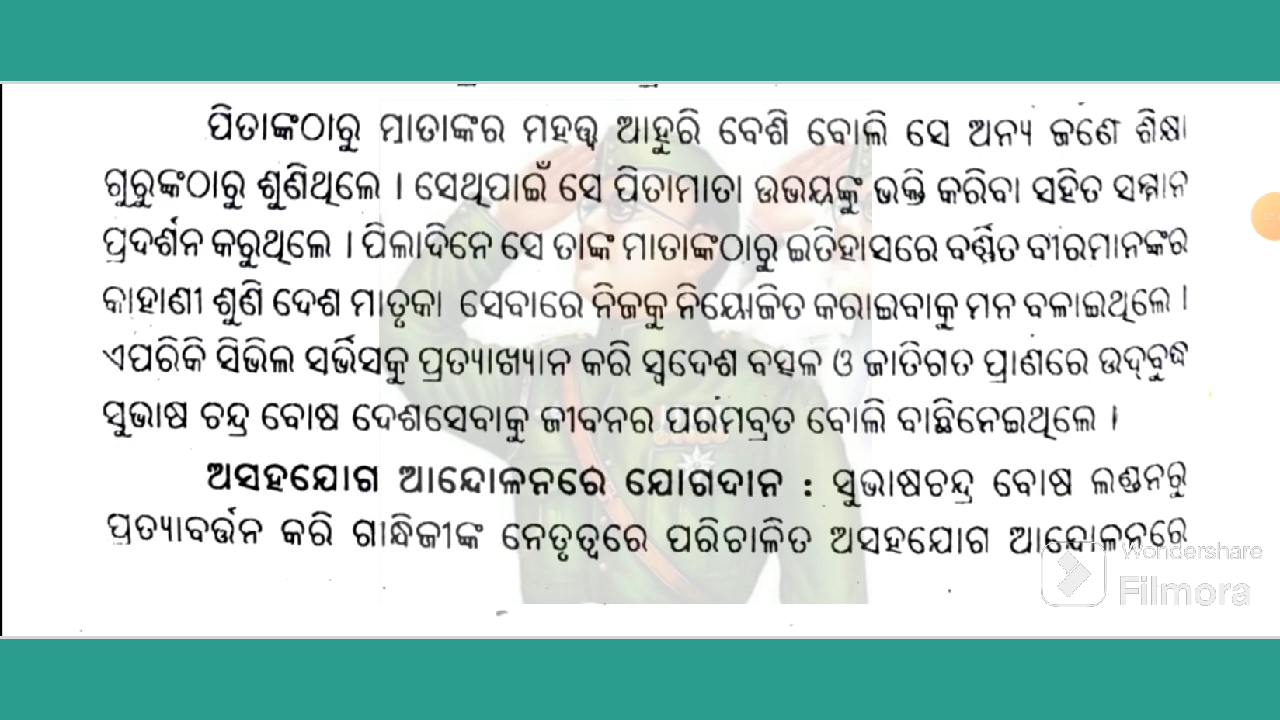 ପିତାଙ୍କଠାରୁ ମାତାଙ୍କର ମହତ୍ତ୍ୱ ଆହୁରି ବେଶି ବୋଲି ସେ ଅନ୍ୟ ଜଣେ ଶିକ୍ଷା
ଗୁରୁଙ୍କଠାରୁ ଶୁଣିଥିଲେ । ସେଥିପାଇଁ ସେ ପିତାମାତା ଉଭୟଙ୍କୁ ଭକ୍ତି କରିବା ସହିତ ସମ୍ମାନ
ପ୍ରଦର୍ଶନ କରୁଥିଲେ । ପିଲାଦିନେ ସେ ତାଙ୍କ ମାତାଙ୍କଠାରୁ ଇତିହାସରେ ବର୍ଣ୍ଣିତ ବୀରମାନଙ୍କର
କାହାଣୀ ଶୁଣି ଦେଶ ମାତୃକା ସେବାରେ ନିଜକୁ ନିୟୋଜିତ କରାଇବାକୁ ମନ ବଳାଇଥିଲେ ।
ଏପରିକି ସିଭିଲ ସର୍ଭିସକୁ ପ୍ରତ୍ୟାଖ୍ୟାନ କରି ସ୍ୱଦେଶ ବତ୍ସଳ ଓ ଜାତିଗତ ପ୍ରାଣରେ ଉଦ୍‌ବୁଦ୍ଧ
ସୁଭାଷ ଚନ୍ଦ୍ର ବୋଷ ଦେଶସେବାକୁ ଜୀବନର ପରମବ୍ରତ ବୋଲି ବାଛିନେଇଥିଲେ ।
ଅସହଯୋଗ ଆନ୍ଦୋଳନରେ ଯୋଗଦାନ : ସୁଭାଷଚନ୍ଦ୍ର ବୋଷ ଲଣ୍ଡନରୁ
ପ୍ରତ୍ୟାବର୍ତ୍ତନ କରି ଗାନ୍ଧିଜୀଙ୍କ ନେତୃତ୍ୱରେ ପରିଚାଳିତ ଅସହଯୋଗ ଆନ୍ଦୋଳନରେ
Wondershare
Filmora